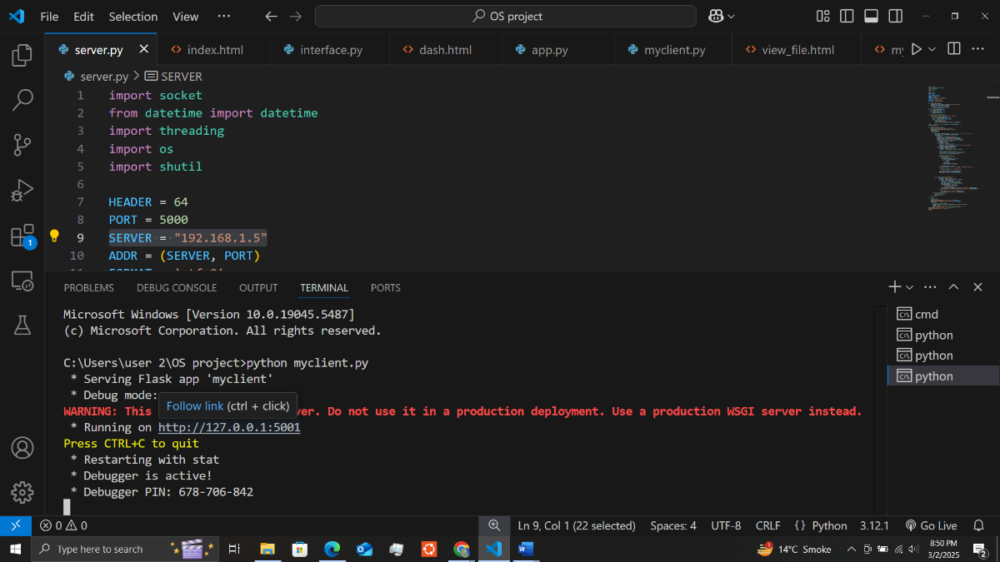 File Edit Selection View ··· OS project
server.py index.html interface.py dash.html app.py myclient.py view_file.html
server.py > SERVER
1 import socket
2 from datetime import datetime
3 import threading
4 import os
5 import shutil
6
7 HEADER = 64
8 PORT = 5000
9 SERVER = "192.168.1.5"
10 ADDR = (SERVER, PORT)
PROBLEMS DEBUG CONSOLE OUTPUT TERMINAL PORTS
Microsoft Windows [Version 10.0.19045.5487]
(c) Microsoft Corporation. All rights reserved.
C:\Users\user 2\OS project>python myclient.py
* Serving Flask app 'myclient'
* Debug mode:
Follow link (ctrl + click)
WARNING: This ver. Do not use it in a production deployment. Use a production WSGI server instead.
* Running on http://127.0.0.1:5001
Press CTRL+C to quit
* Restarting with stat
* Debugger is active!
* Debugger PIN: 678-706-842
cmd
python
python
python
1
0 0 Ln 9, Col 1 (22 selected) Spaces: 4 UTF-8 CRLF {} Python 3.12.1 Go Live
Type here to search 14°C Smoke 8:50 PM
3/2/2025
2